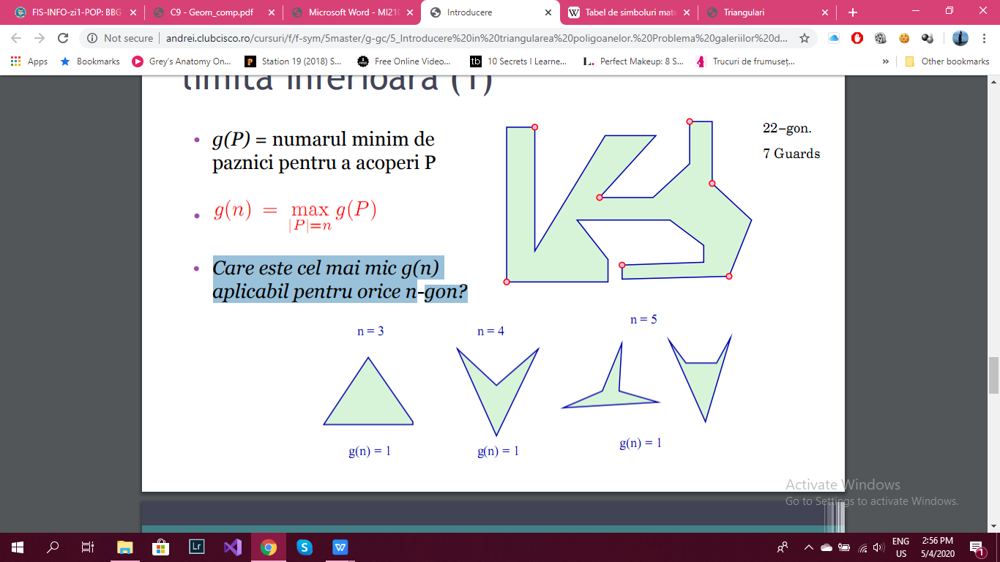 FIS-INFO-zi1-POP: BBG
C9 - Geom_comp.pdf
Microsoft Word - MI210
Introducere
Tabel de simboluri mate
Triangulari
Not secure | andrei.clubcisco.ro/cursuri/f/f-sym/5master/g-gc/5_Introducere%20in%20triangularea%20poligoanelor.%20Problema%20galeriilor%20d...
Apps
Bookmarks
Grey's Anatomy On...
Station 19 (2018) S...
Free Online Video...
10 Secrets I Learne...
Perfect Makeup: 8 S...
Trucuri de frumuseț...
»
Other bookmarks
limita inferioara (1)
• g(P) = numarul minim de
paznici pentru a acoperi P
• g(n) = max g(P)
|P|=n
• Care este cel mai mic g(n)
aplicabil pentru orice n-gon?
22−gon.
7 Guards
n = 3
n = 4
n = 5
g(n) = 1
g(n) = 1
g(n) = 1
Activate Windows
Go to Settings to activate Windows.
Lr
ENG
US
2:56 PM
5/4/2020
1